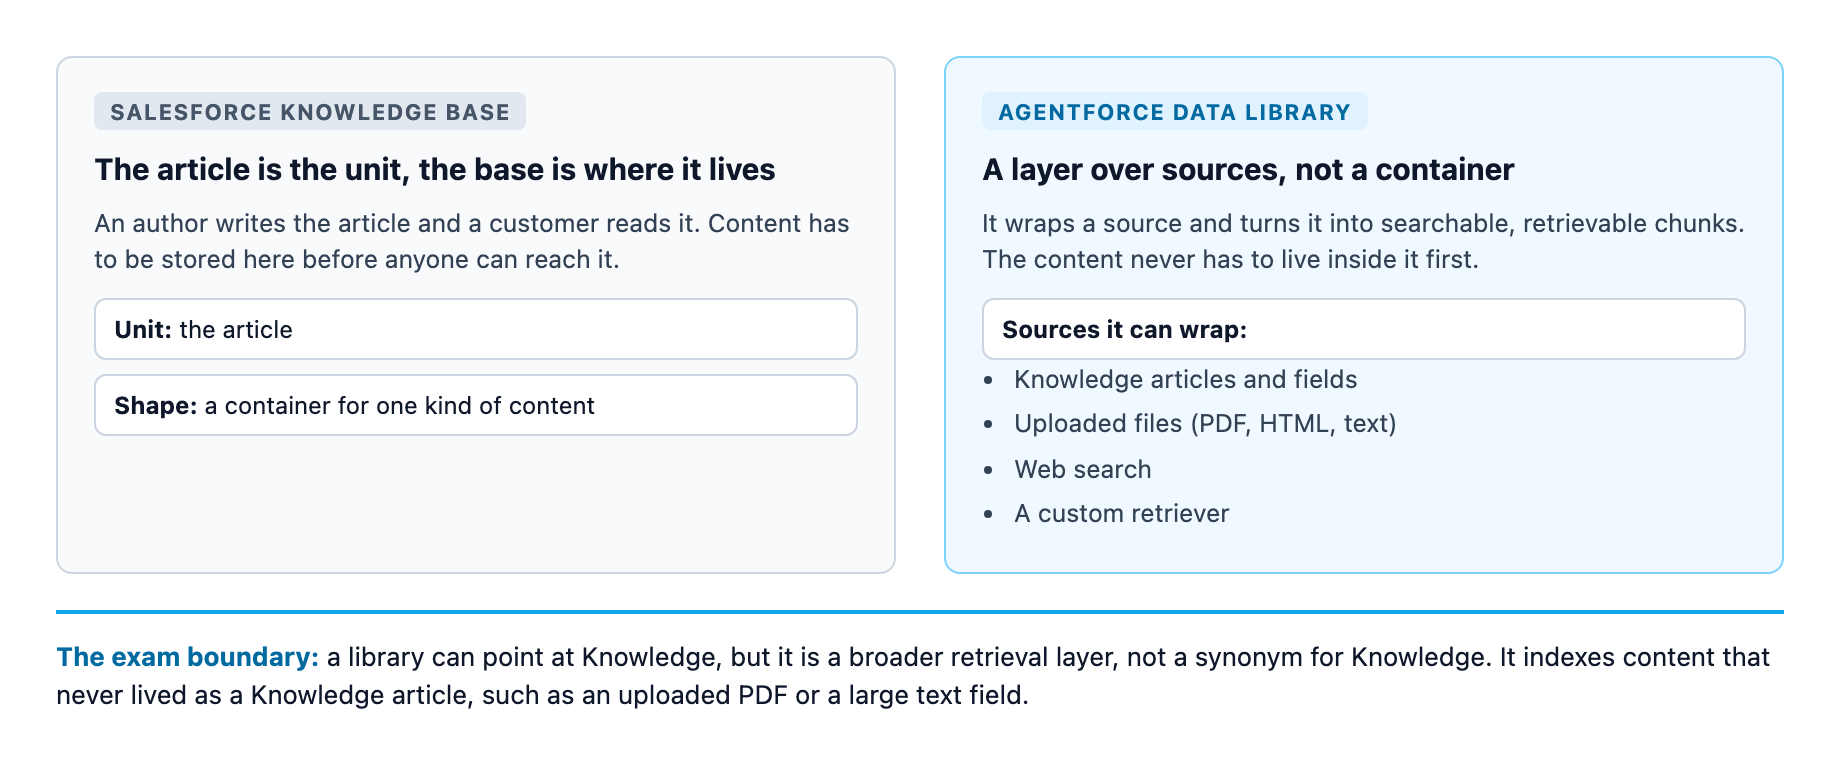 SALESFORCE KNOWLEDGE BASE
The article is the unit, the base is where it lives
An author writes the article and a customer reads it. Content has
to be stored here before anyone can reach it.
Unit: the article
Shape: a container for one kind of content
AGENTFORCE DATA LIBRARY
A layer over sources, not a container
It wraps a source and turns it into searchable, retrievable chunks.
The content never has to live inside it first.
Sources it can wrap:
• Knowledge articles and fields
• Uploaded files (PDF, HTML, text)
• Web search
• A custom retriever
The exam boundary: a library can point at Knowledge, but it is a broader retrieval layer, not a synonym for Knowledge. It indexes content that
never lived as a Knowledge article, such as an uploaded PDF or a large text field.